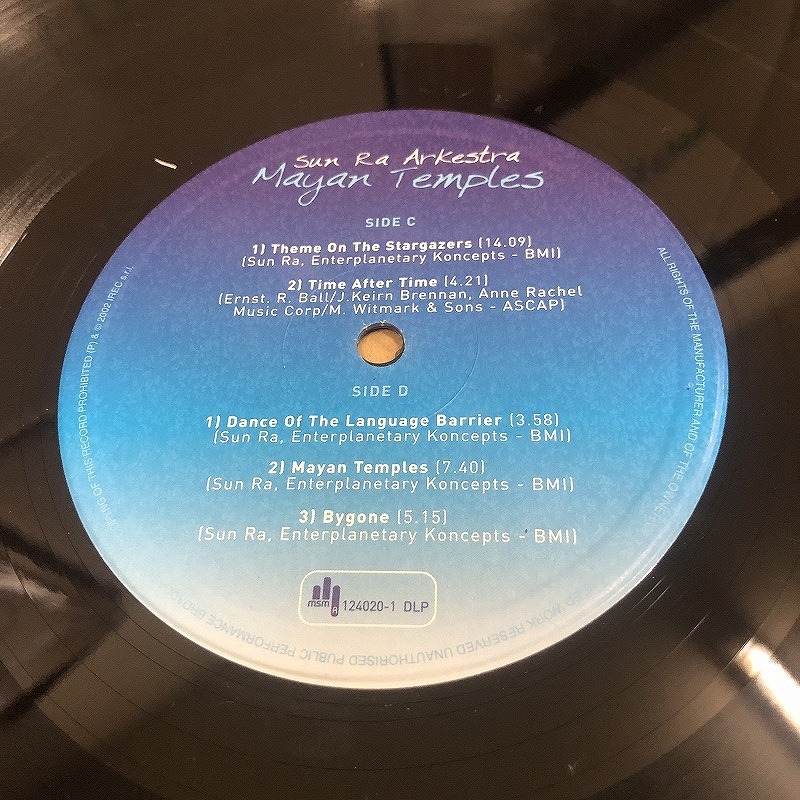 Sun Ra Arkestra
Mayan Temples
SIDE C
1) Theme On The Stargazers (14.09)
(Sun Ra, Enterplanetary Koncepts - BMI)
2) Time After Time (4.21)
(Ernst. R. Ball/J.Keirn Brennan, Anne Rachel
Music Corp/M. Witmark & Sons - ASCAP)
SIDE D
1) Dance Of The Language Barrier (3.58)
(Sun Ra, Enterplanetary Koncepts - BMI)
2) Mayan Temples (7.40)
(Sun Ra, Enterplanetary Koncepts - BMI)
3) Bygone (5.15)
(Sun Ra, Enterplanetary Koncepts - BMI)
msm R 124020-1 DLP
ALL RIGHTS OF THE MANUFACTURER AND OF THE WORK RESERVED UNAUTHORISED PUBLIC PERFORMANCE OF THIS RECORD PROHIBITED (P) & © 2002 IREC s.r.l.